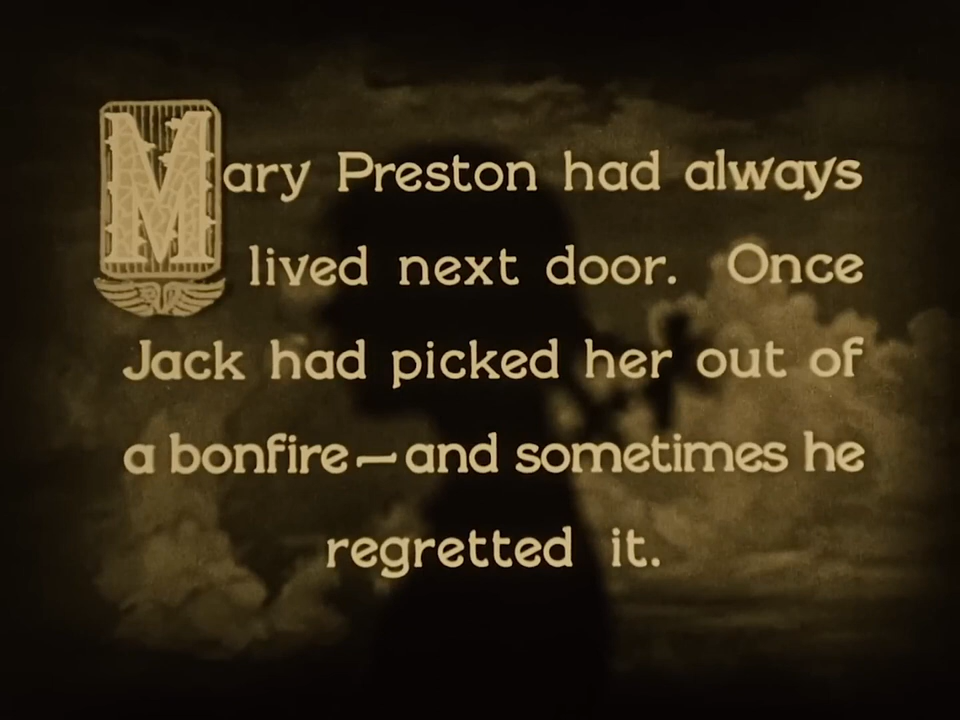 Mary Preston had always
lived next door. Once
Jack had picked her out of
a bonfire—and sometimes he
regretted it.